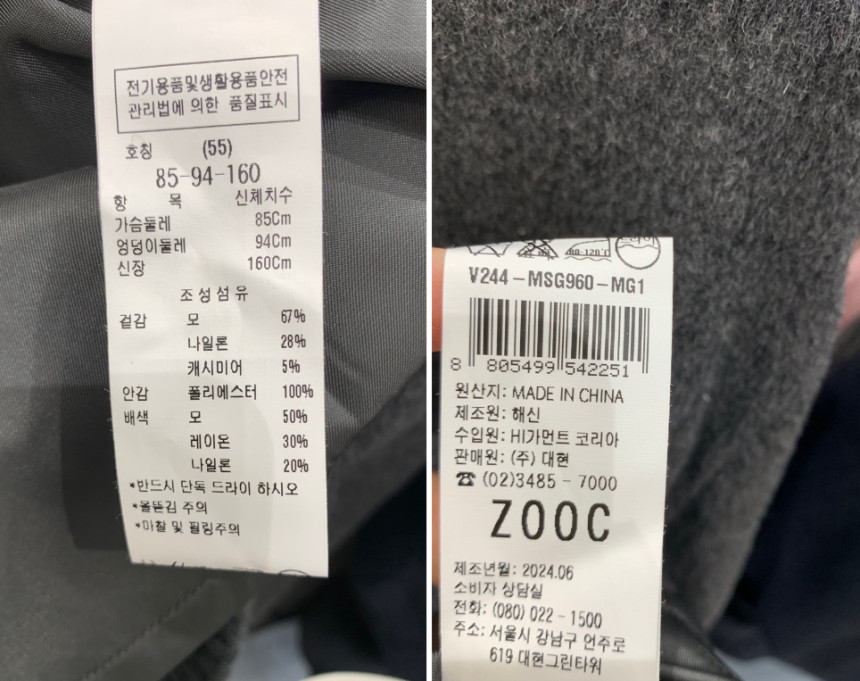 전기용품및생활용품안전
관리법에 의한 품질표시
호칭 (55)
85-94-160
항 목 신체치수
가슴둘레 85Cm
엉덩이둘레 94Cm
신장 160Cm
조성섬유
겉감 모 67%
나일론 28%
캐시미어 5%
안감 폴리에스터 100%
배색 모 50%
레이온 30%
나일론 20%
*반드시 단독 드라이 하시오
*올뜯김 주의
*마찰 및 필링주의
80-120℃
V244-MSG960-MG1
8 805499 542251
원산지: MADE IN CHINA
제조원: 해신
수입원: HI가먼트 코리아
판매원: (주) 대현
☎ (02)3485-7000
ZOOC
제조년월: 2024.06
소비자 상담실
전화: (080) 022-1500
주소: 서울시 강남구 언주로
619 대현그린타워